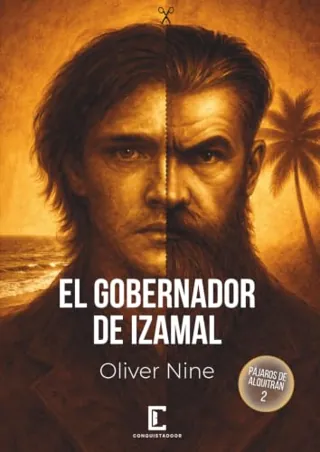 EL GOBERNADOR
DE IZAMAL
Oliver Nine
PÁJAROS DE
ALQUITRÁN
2
CONQUISTADOR